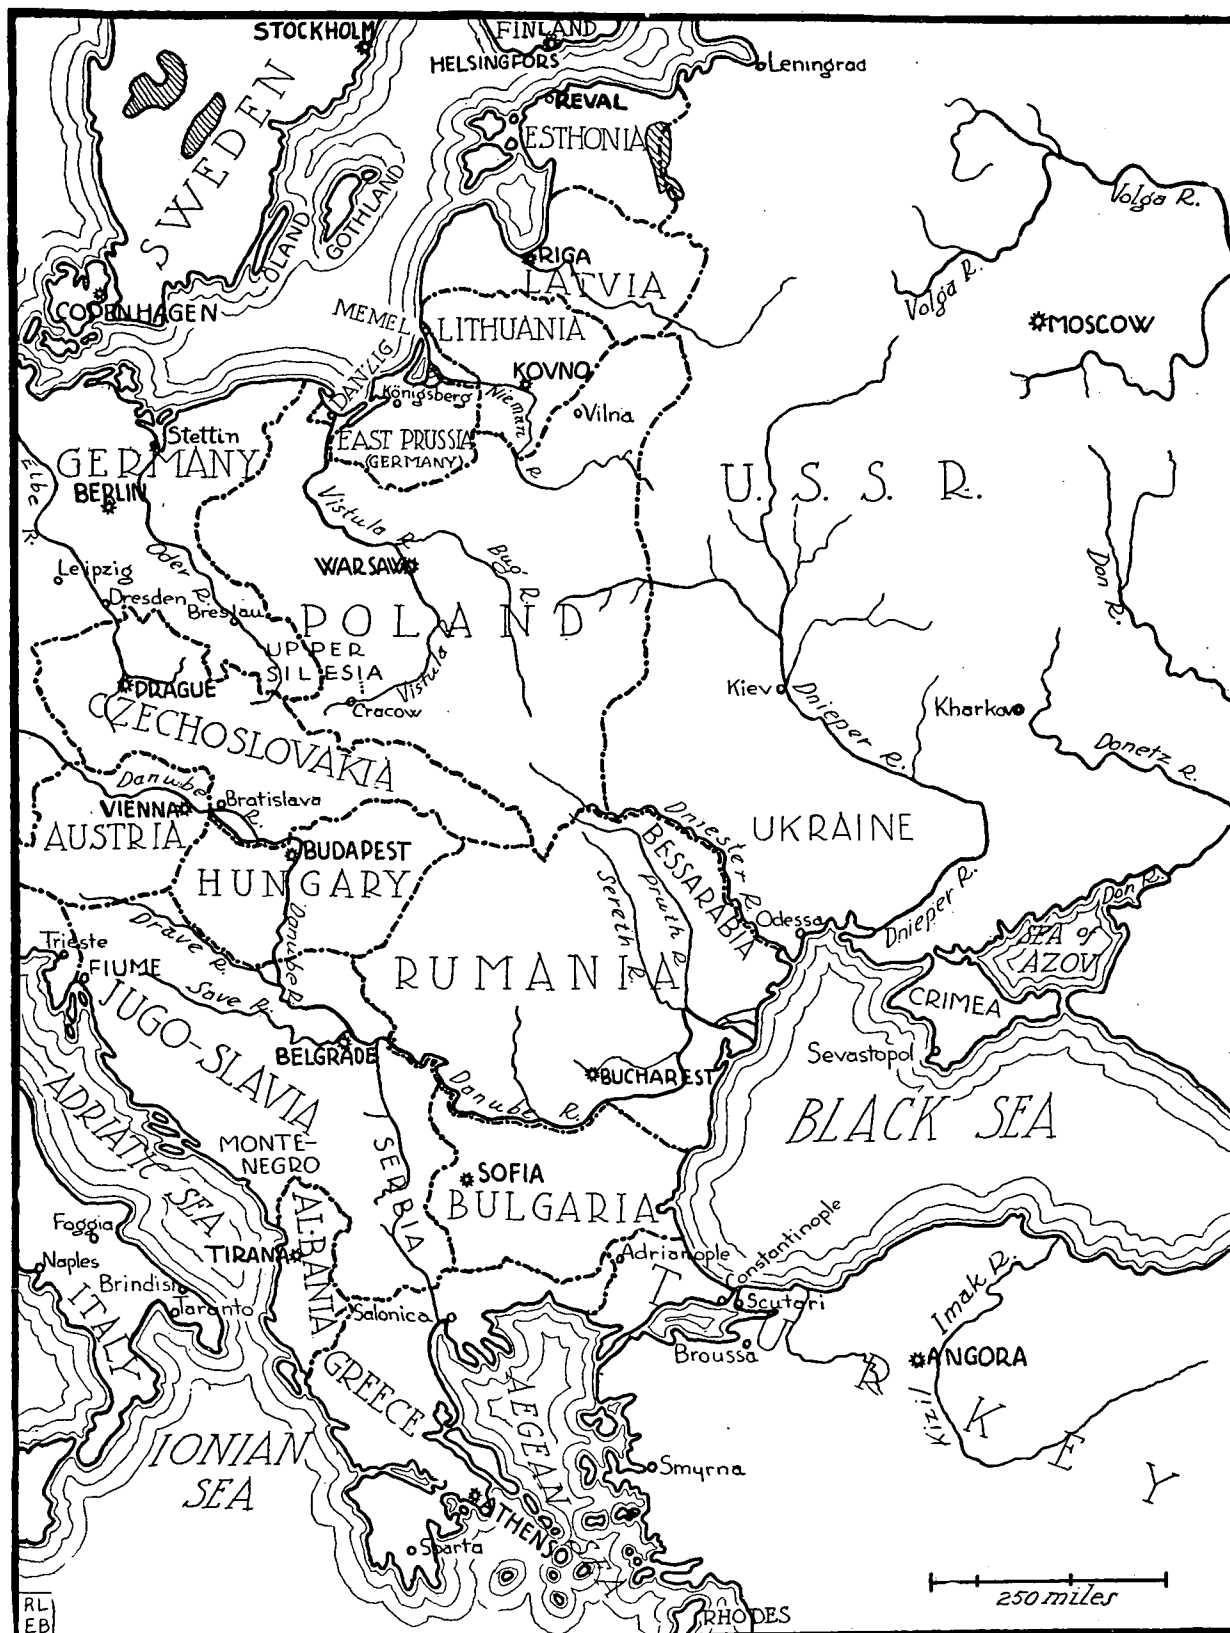 STOCKHOLM
FINLAND
HELSINGFORS
Leningrad
REVAL
ESTHONIA
SWEDEN
GOTHLAND
ÖLAND
Volga R.
RIGA
LATVIA
Volga R.
COPENHAGEN
MEMEL
LITHUANIA
MOSCOW
DANZIG
KOVNO
Königsberg
Nieman
R.
Vilna
Stettin
EAST PRUSSIA
(GERMANY)
GERMANY
BERLIN
Elbe R.
U. S. S. R.
Vistula R.
Oder R.
Bug R.
WARSAW
Leipzig
Dresden
Breslau
Don R.
POLAND
UPPER
SILESIA
Vistula
Cracow
PRAGUE
CZECHOSLOVAKIA
Kiev
Dnieper R.
Kharkov
Donetz R.
Danube
R.
VIENNA
Bratislava
AUSTRIA
BUDAPEST
HUNGARY
Dniester R.
BESSARABIA
UKRAINE
Pruth R.
Sereth R.
Danube R.
Drave R.
Odessa
Dnieper R.
Don R.
SEA of
AZOV
Trieste
FIUME
RUMANIA
JUGO-SLAVIA
Save R.
CRIMEA
BELGRADE
Sevastopol
BUCHAREST
Danube R.
ADRIATIC SEA
BLACK SEA
SERBIA
MONTE-
NEGRO
SOFIA
BULGARIA
ALBANIA
Foggia
TIRANA
Naples
Adrianople
Constantinople
Brindisi
Taranto
ITALY
Salonica
Scutari
Broussa
Imak R.
ANGORA
Kizil
TURKEY
GREECE
AEGEAN SEA
IONIAN
SEA
Smyrna
ATHENS
Sparta
250 miles
RHODES
RL
EB